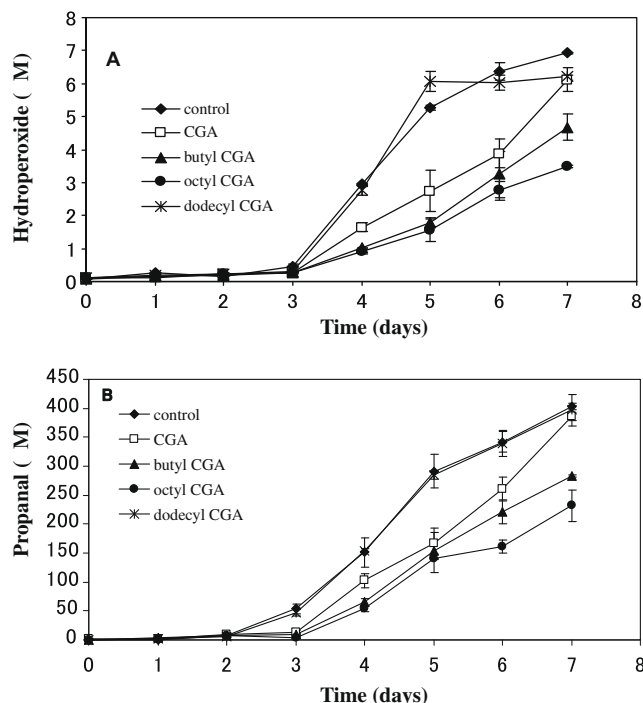 A
8
7
6
5
4
3
2
1
0
Hydroperoxide ( M)
control
CGA
butyl CGA
octyl CGA
dodecyl CGA
0 1 2 3 4 5 6 7 8
Time (days)
B
450
400
350
300
250
200
150
100
50
0
Propanal ( M)
control
CGA
butyl CGA
octyl CGA
dodecyl CGA
0 1 2 3 4 5 6 7 8
Time (days)